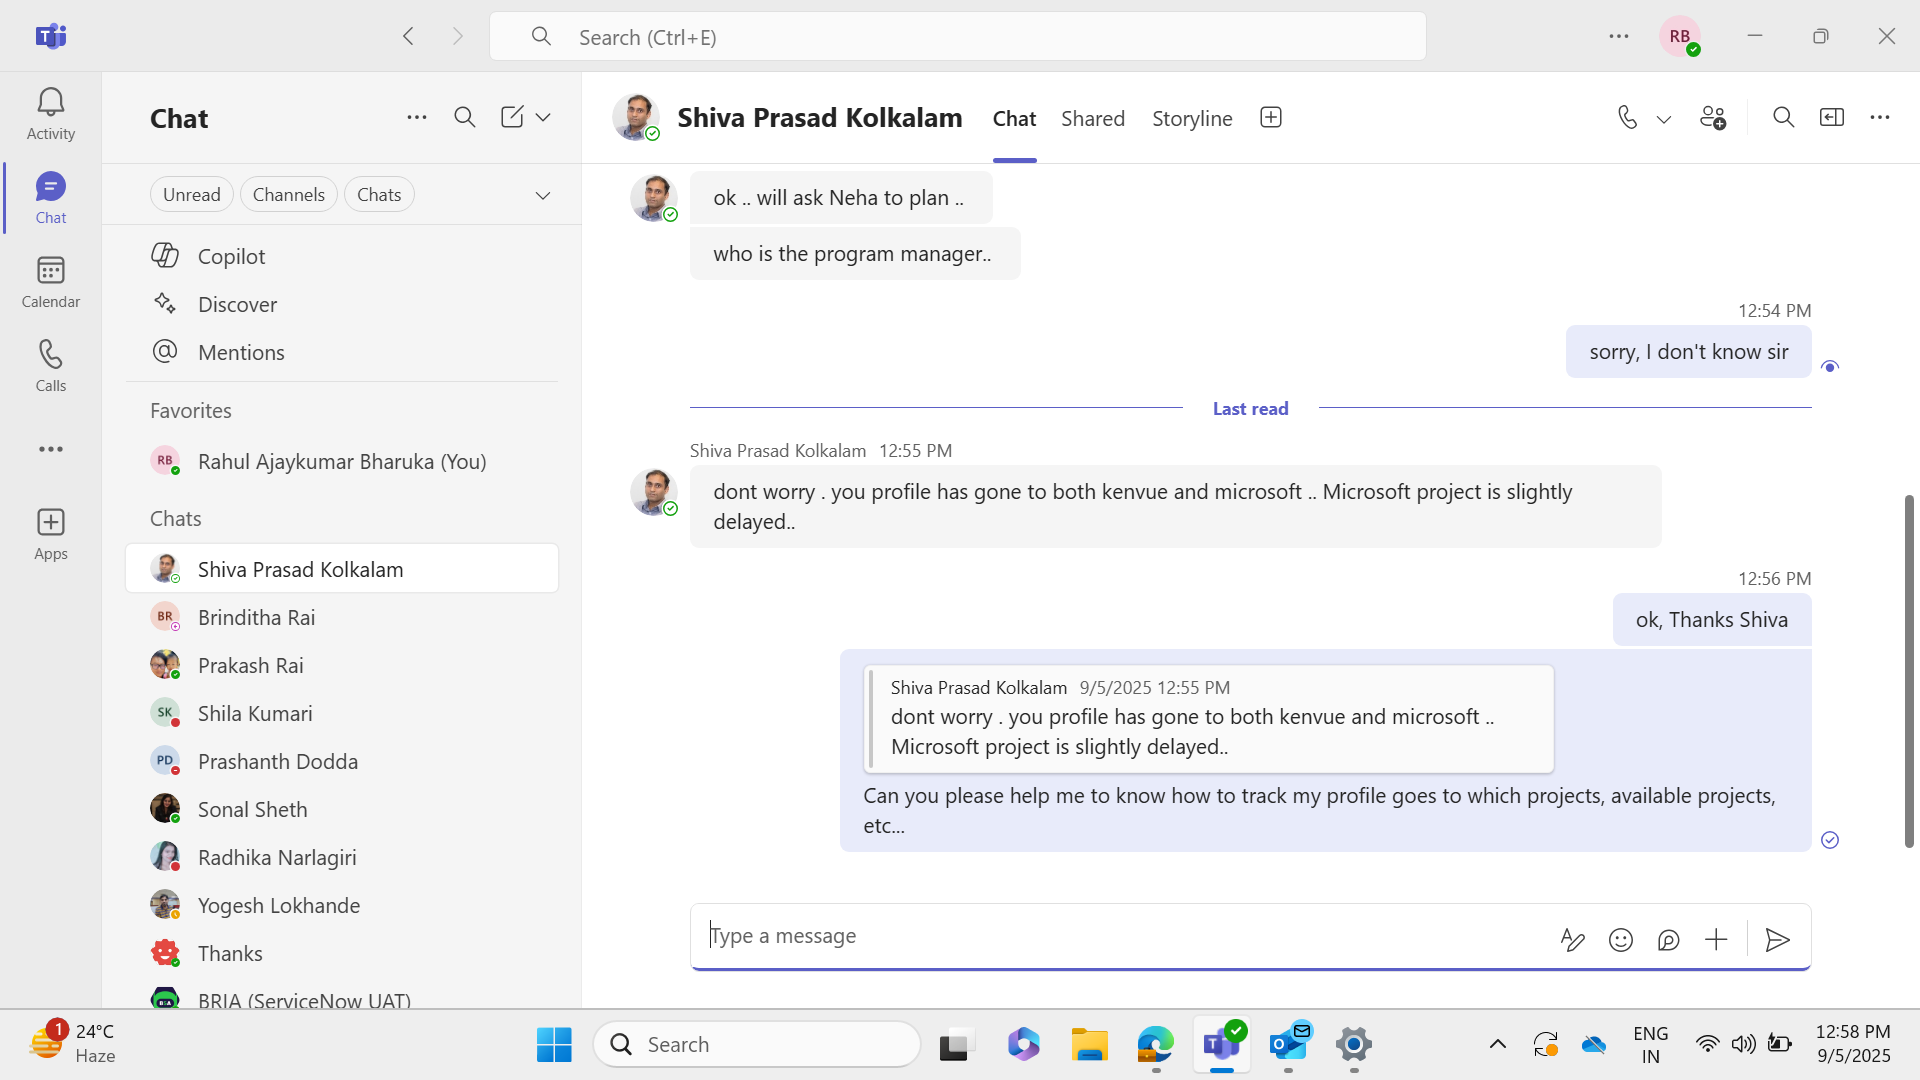 Search (Ctrl+E)
RB
Activity
Chat
Calendar
Calls
Apps
Chat
Unread
Channels
Chats
Copilot
Discover
Mentions
Favorites
RB
Rahul Ajaykumar Bharuka (You)
Chats
Shiva Prasad Kolkalam
BR
Brinditha Rai
Prakash Rai
SK
Shila Kumari
PD
Prashanth Dodda
Sonal Sheth
Radhika Narlagiri
Yogesh Lokhande
Thanks
BRIA (ServiceNow UAT)
Shiva Prasad Kolkalam
Chat
Shared
Storyline
ok .. will ask Neha to plan ..
who is the program manager..
12:54 PM
sorry, I don't know sir
Last read
Shiva Prasad Kolkalam 12:55 PM
dont worry . you profile has gone to both kenvue and microsoft .. Microsoft project is slightly
delayed..
12:56 PM
ok, Thanks Shiva
Shiva Prasad Kolkalam 9/5/2025 12:55 PM
dont worry . you profile has gone to both kenvue and microsoft ..
Microsoft project is slightly delayed..
Can you please help me to know how to track my profile goes to which projects, available projects,
etc...
Type a message
1
24°C
Haze
Search
ENG
IN
12:58 PM
9/5/2025